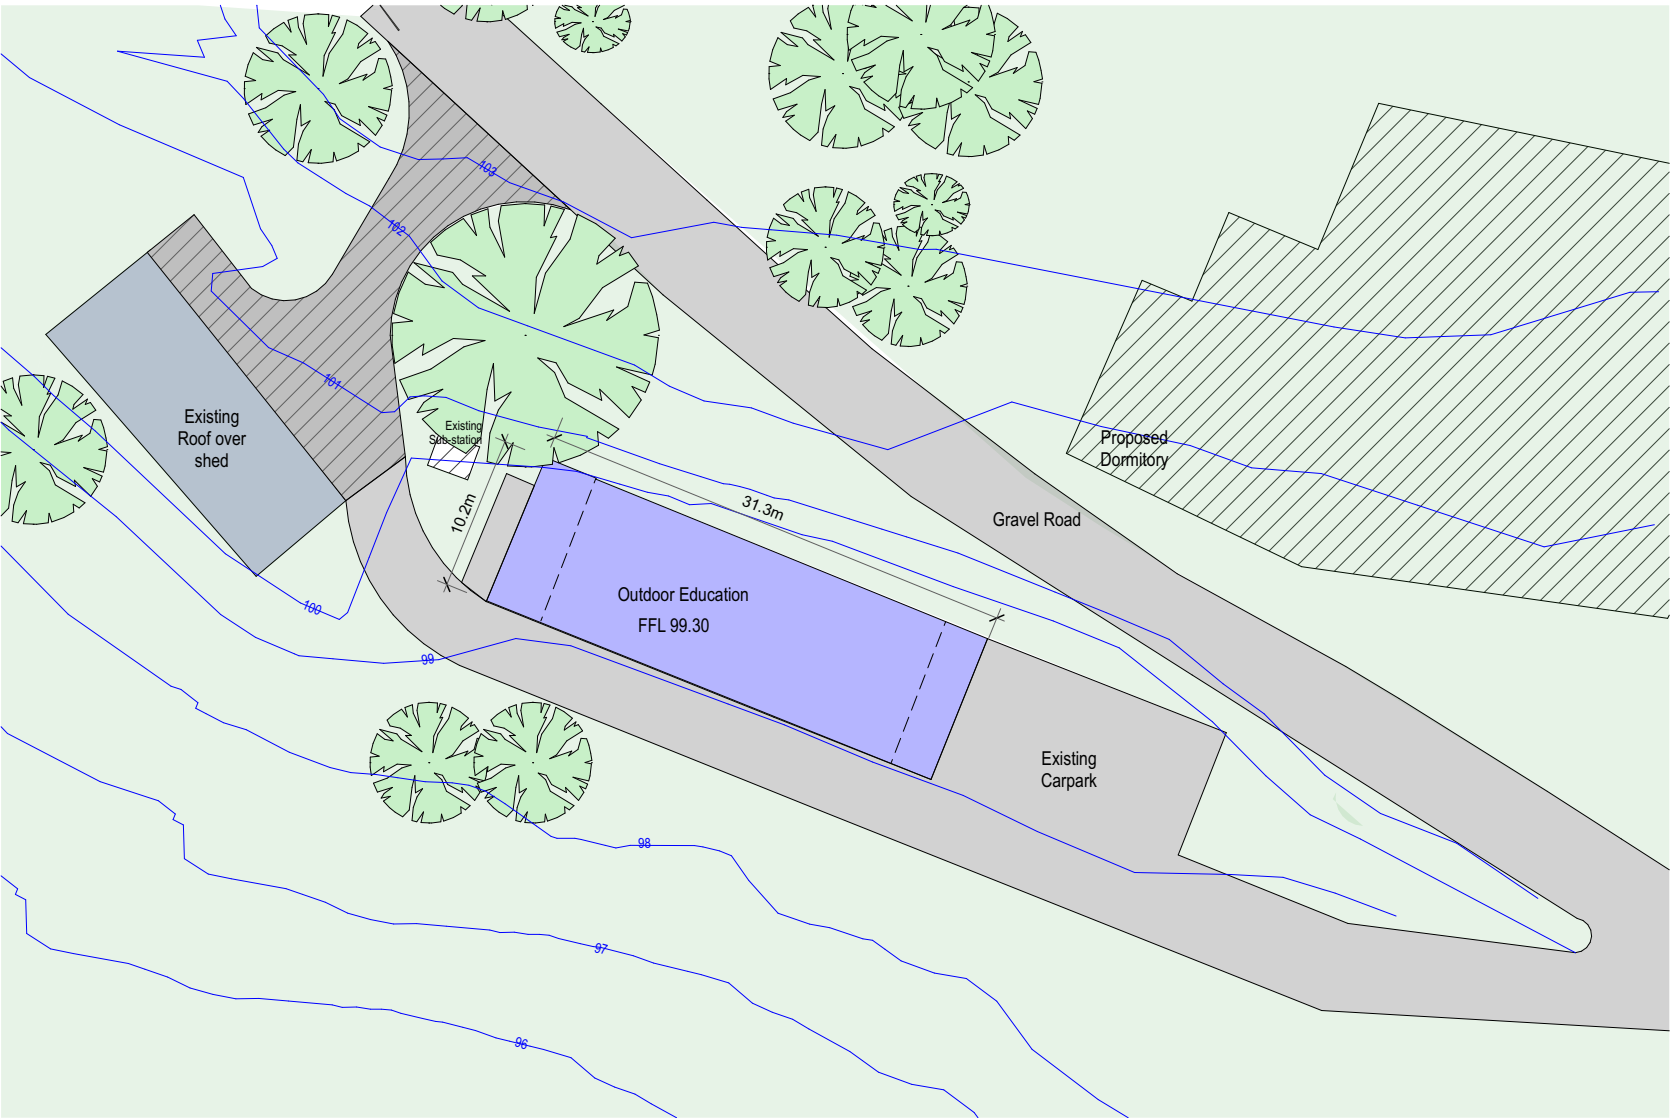 103
102
101
Existing
Roof over
shed
Existing
Sub-station
10.2m
31.3m
Proposed
Dormitory
Gravel Road
Outdoor Education
FFL 99.30
100
99
Existing
Carpark
98
97
96